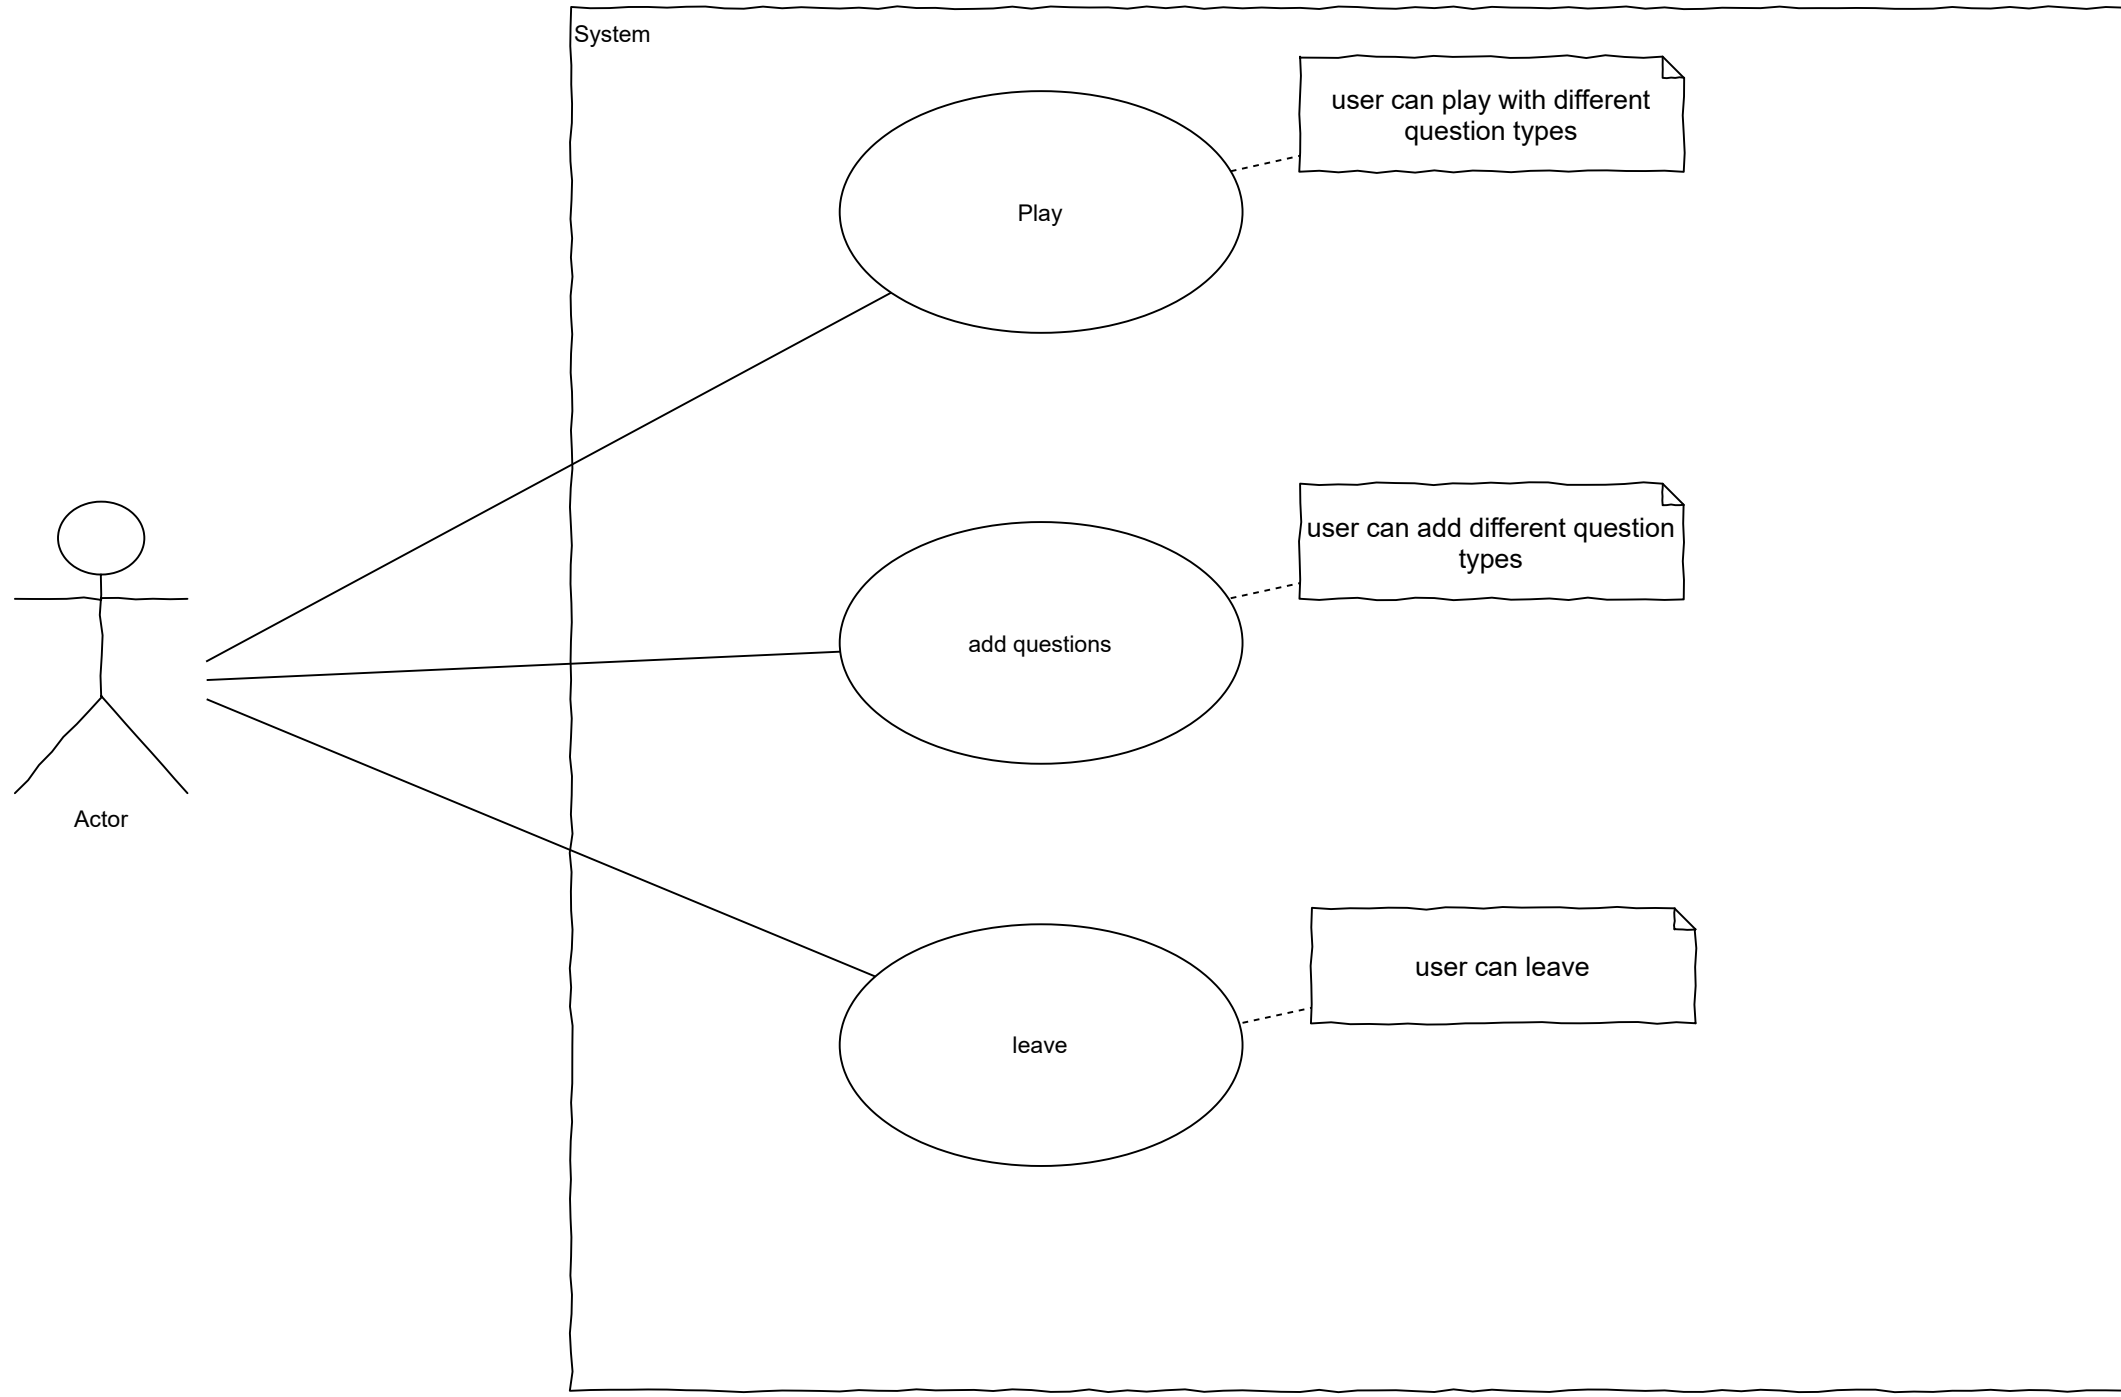 System
user can play with different
question types
Play
user can add different question
types
add questions
Actor
user can leave
leave